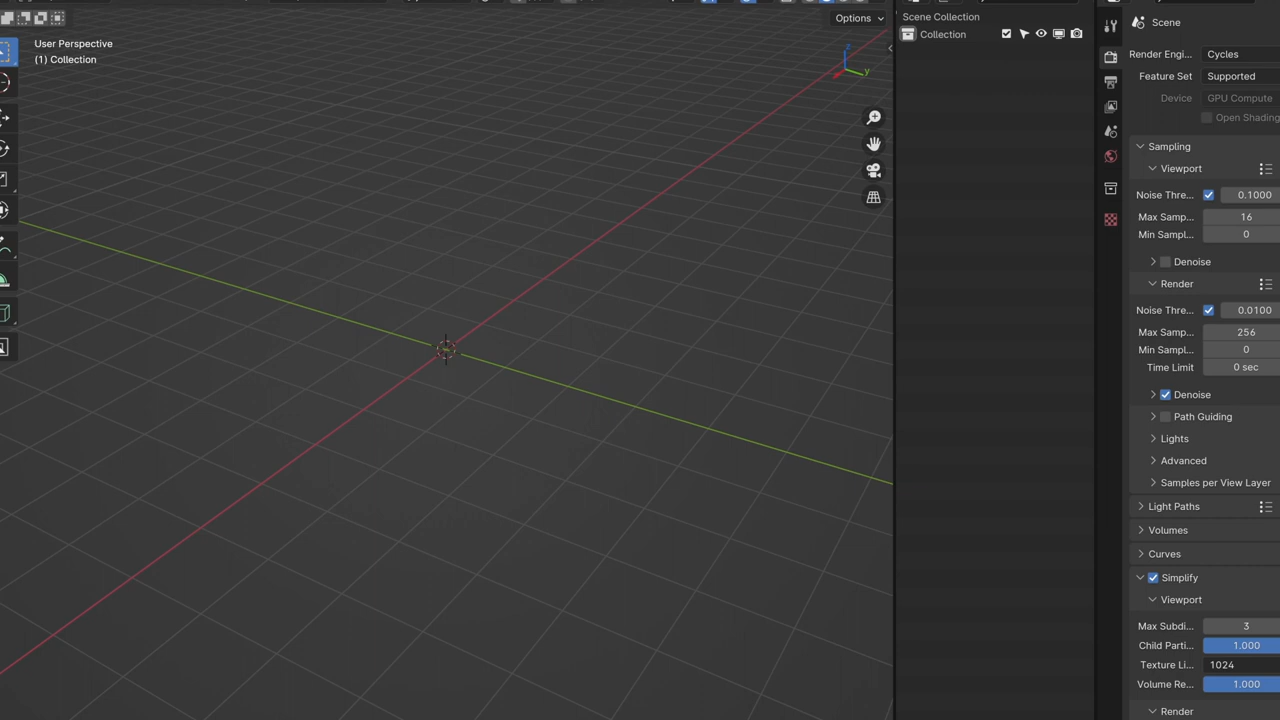 Options
User Perspective
(1) Collection
z
y
Scene Collection
Collection
Scene
Render Engi... Cycles
Feature Set Supported
Device GPU Compute
Open Shading
Sampling
Viewport
Noise Thre... 0.1000
Max Samp... 16
Min Sampl... 0
Denoise
Render
Noise Thre... 0.0100
Max Samp... 256
Min Sampl... 0
Time Limit 0 sec
Denoise
Path Guiding
Lights
Advanced
Samples per View Layer
Light Paths
Volumes
Curves
Simplify
Viewport
Max Subdi... 3
Child Parti... 1.000
Texture Li... 1024
Volume Re... 1.000
Render